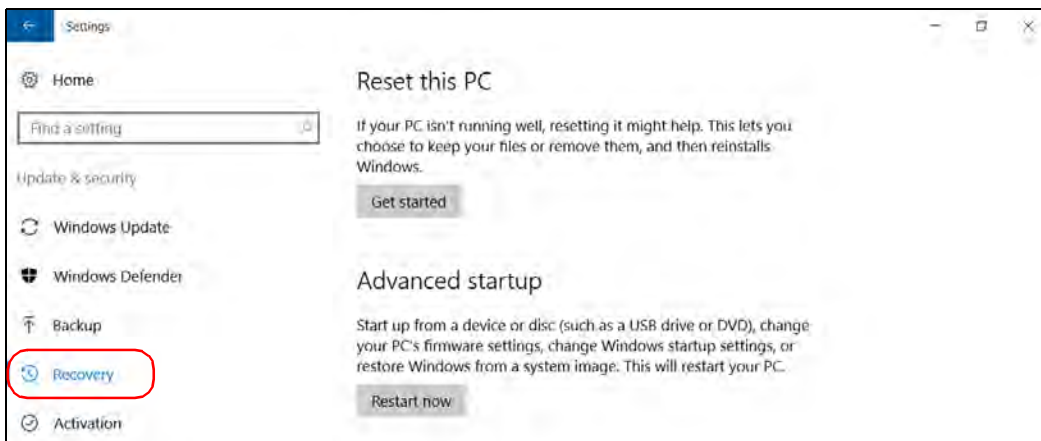 Settings
Home
Find a setting
Update & security
Windows Update
Windows Defender
Backup
Recovery
Activation
Reset this PC
If your PC isn't running well, resetting it might help. This lets you
choose to keep your files or remove them, and then reinstalls
Windows.
Get started
Advanced startup
Start up from a device or disc (such as a USB drive or DVD), change
your PC's firmware settings, change Windows startup settings, or
restore Windows from a system image. This will restart your PC.
Restart now